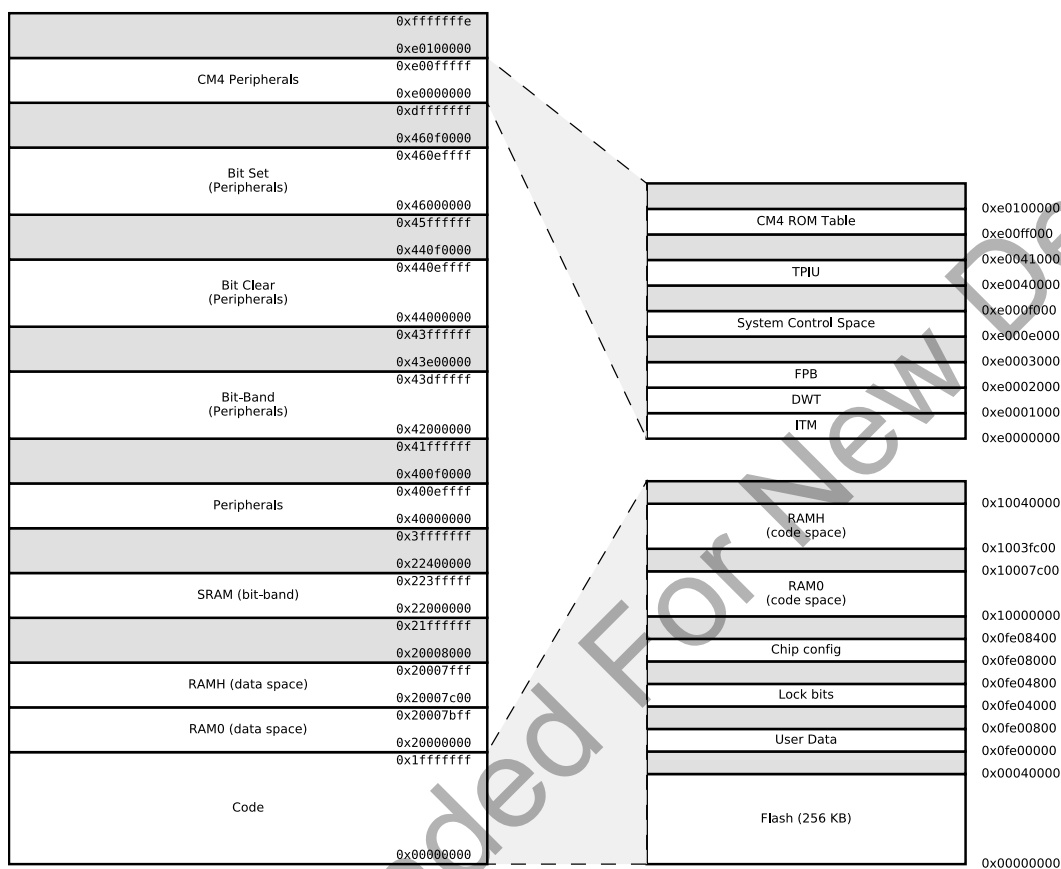 0xfffffffe
0xe0100000
0xe00fffff
CM4 Peripherals
0xe0000000
0xdfffffff
0x460f0000
0x460effff
Bit Set
(Peripherals)
0x46000000
0x45ffffff
0x440f0000
0x440effff
Bit Clear
(Peripherals)
0x44000000
0x43ffffff
0x43e00000
0x43dfffff
Bit-Band
(Peripherals)
0x42000000
0x41ffffff
0x400f0000
0x400effff
Peripherals
0x40000000
0x3fffffff
0x22400000
0x223fffff
SRAM (bit-band)
0x22000000
0x21ffffff
0x20008000
0x20007fff
RAMH (data space)
0x20007c00
0x20007bff
RAM0 (data space)
0x20000000
0x1fffffff
Code
0x00000000
0xe0100000
CM4 ROM Table
0xe00ff000
0xe0041000
TPIU
0xe0040000
0xe000f000
System Control Space
0xe000e000
0xe0003000
FPB
0xe0002000
DWT
0xe0001000
ITM
0xe0000000
0x10040000
RAMH
(code space)
0x1003fc00
0x10007c00
RAM0
(code space)
0x10000000
0x0fe08400
Chip config
0x0fe08000
0x0fe04800
Lock bits
0x0fe04000
0x0fe00800
User Data
0x0fe00000
0x00040000
Flash (256 KB)
0x00000000
For New